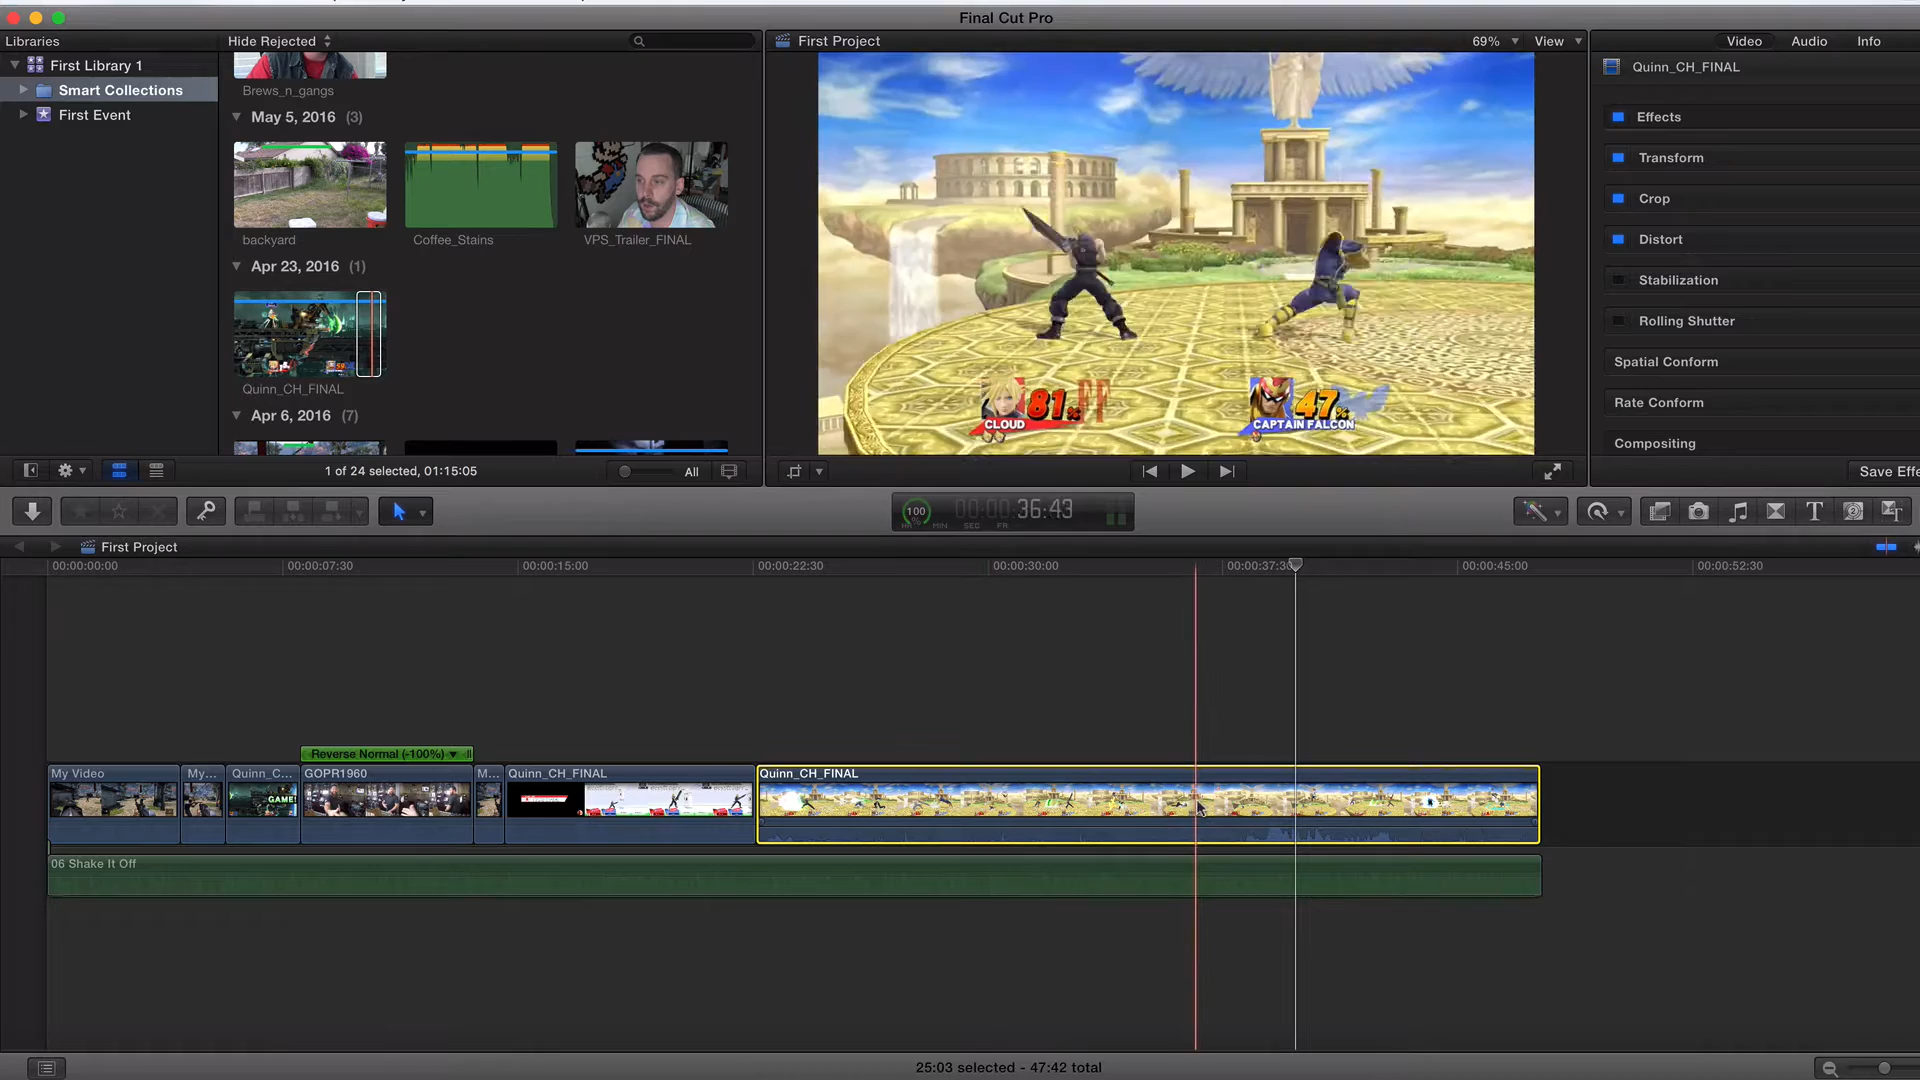 Final Cut Pro
Libraries
Hide Rejected
First Project
69%
View
Video
Audio
Info
First Library 1
Smart Collections
First Event
Brews_n_gangs
May 5, 2016 (3)
backyard
Coffee_Stains
VPS_Trailer_FINAL
Apr 23, 2016 (1)
Quinn_CH_FINAL
Apr 6, 2016 (7)
81%
CLOUD
47%
CAPTAIN FALCON
Quinn_CH_FINAL
Effects
Transform
Crop
Distort
Stabilization
Rolling Shutter
Spatial Conform
Rate Conform
Compositing
1 of 24 selected, 01:15:05
All
Save Effe
100
%
00:00:36:43
HR
MIN
SEC
FR
First Project
00:00:00:00
00:00:07:30
00:00:15:00
00:00:22:30
00:00:30:00
00:00:37:30
00:00:45:00
00:00:52:30
Reverse Normal (-100%)
My Video
My...
Quinn_C...
GOPR1960
M...
Quinn_CH_FINAL
Quinn_CH_FINAL
GAME!
06 Shake It Off
25:03 selected - 47:42 total